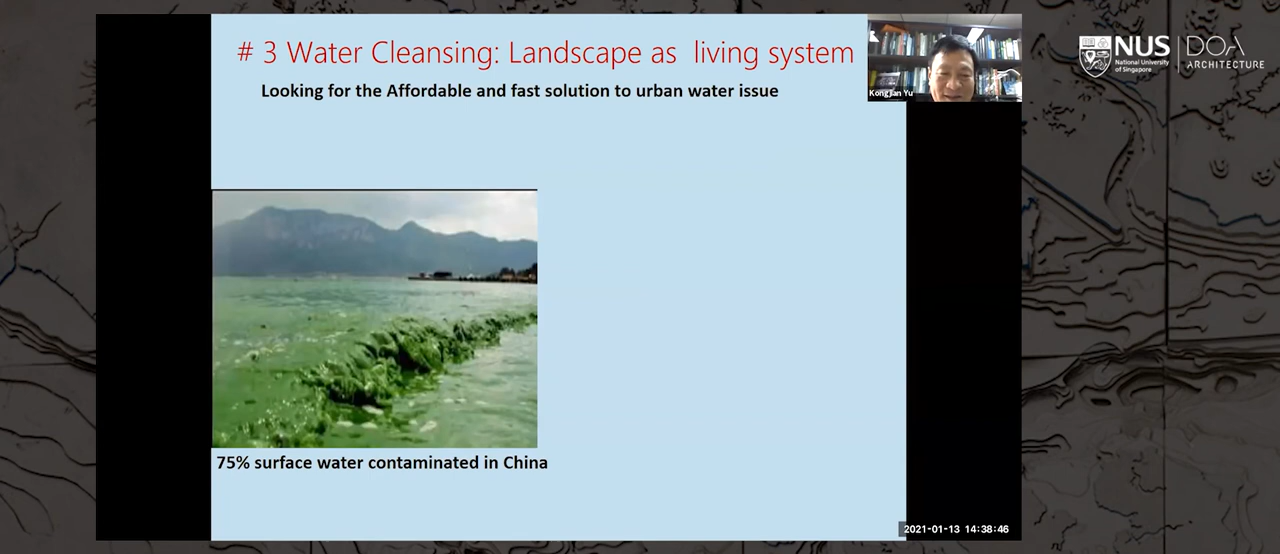 # 3 Water Cleansing: Landscape as living system
Looking for the Affordable and fast solution to urban water issue
KongJian Yu
NUS
National University
of Singapore
DOA
ARCHITECTURE
75% surface water contaminated in China
2021-01-13 14:38:46